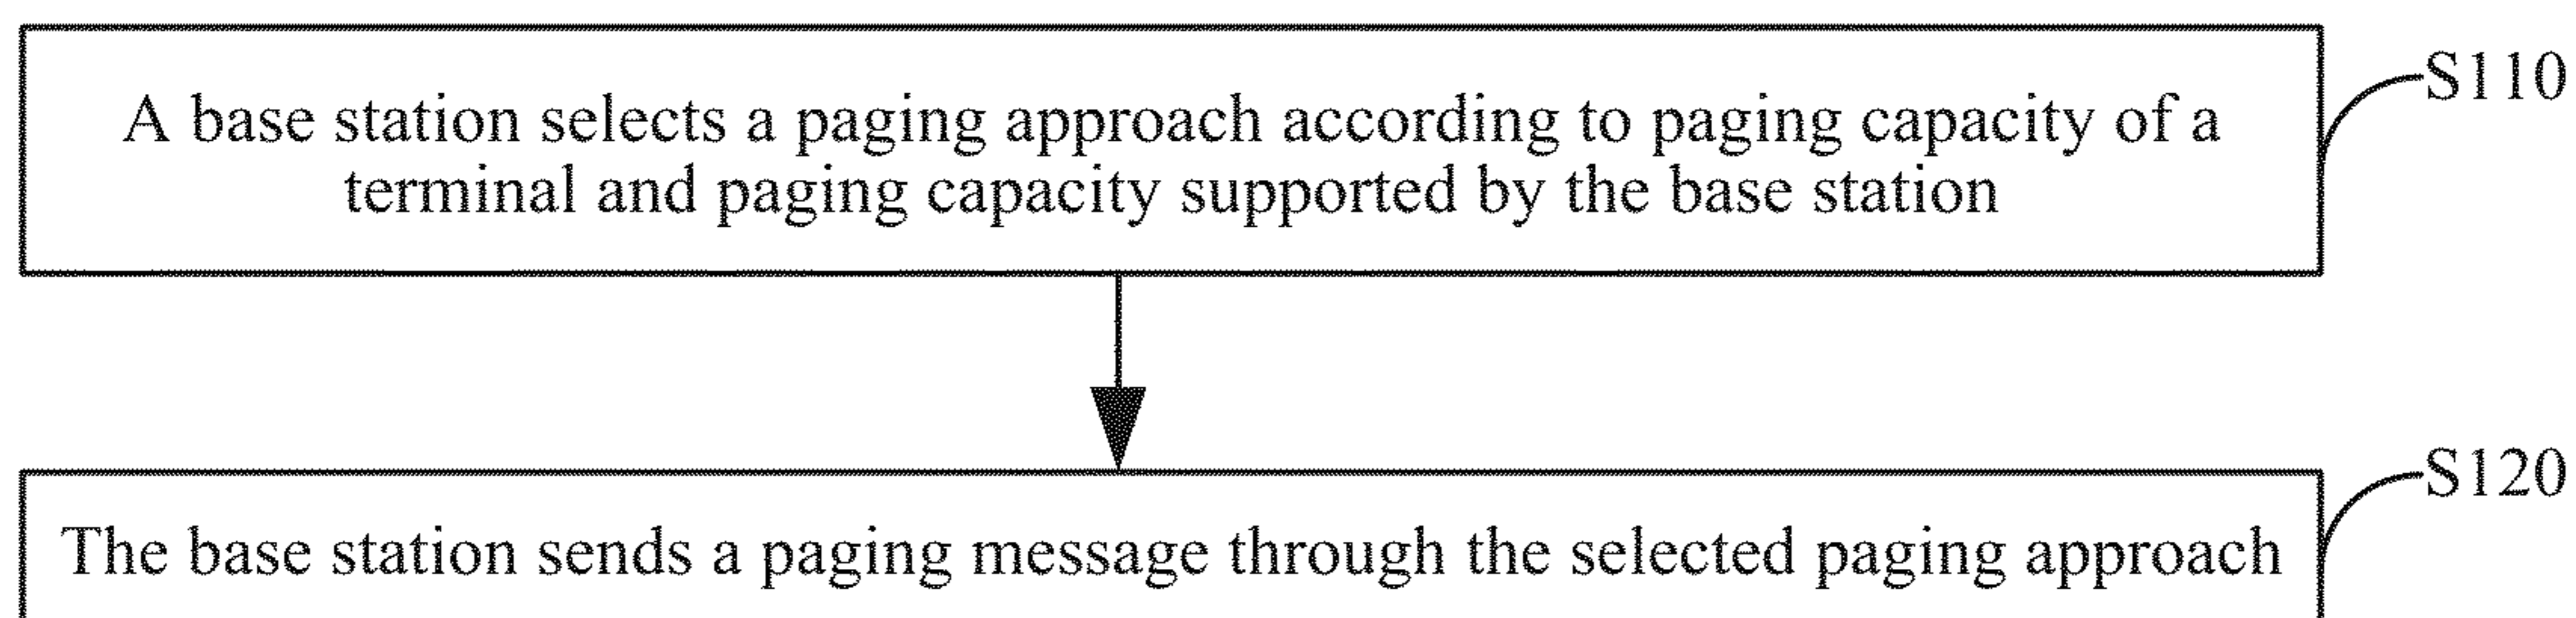 S110
A base station selects a paging approach according to paging capacity of a
terminal and paging capacity supported by the base station
S120
The base station sends a paging message through the selected paging approach